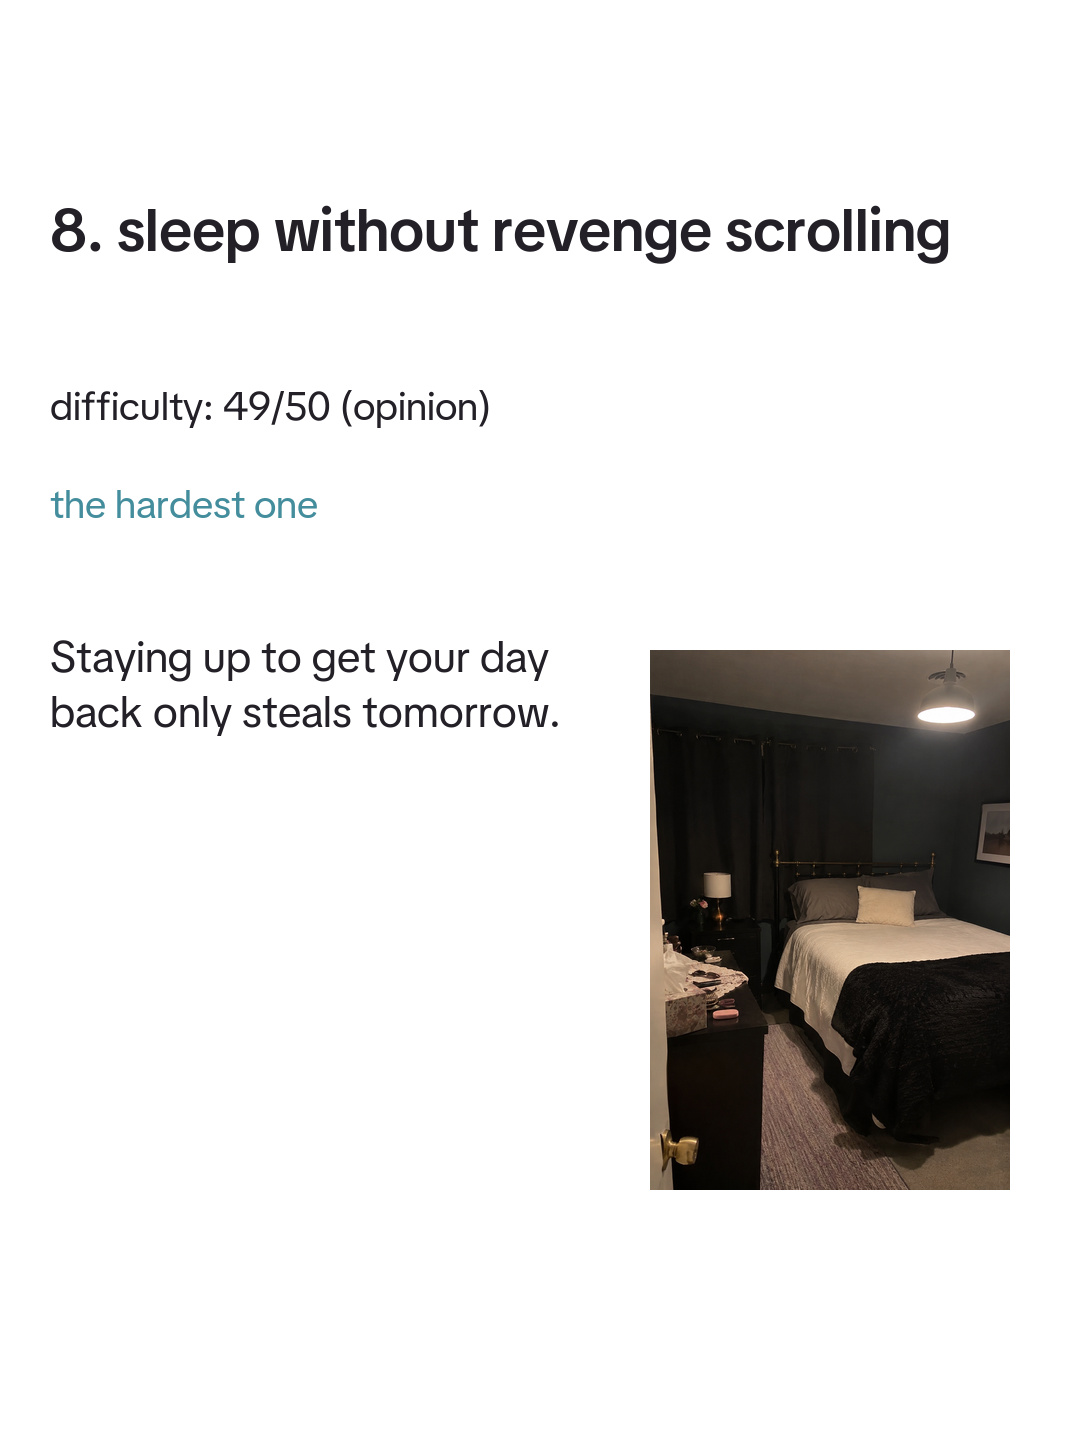 8. sleep without revenge scrolling
difficulty: 49/50 (opinion)
the hardest one
Staying up to get your day
back only steals tomorrow.